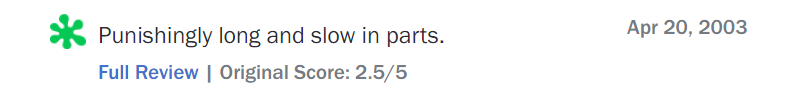 Punishingly long and slow in parts.
Apr 20, 2003
Full Review | Original Score: 2.5/5